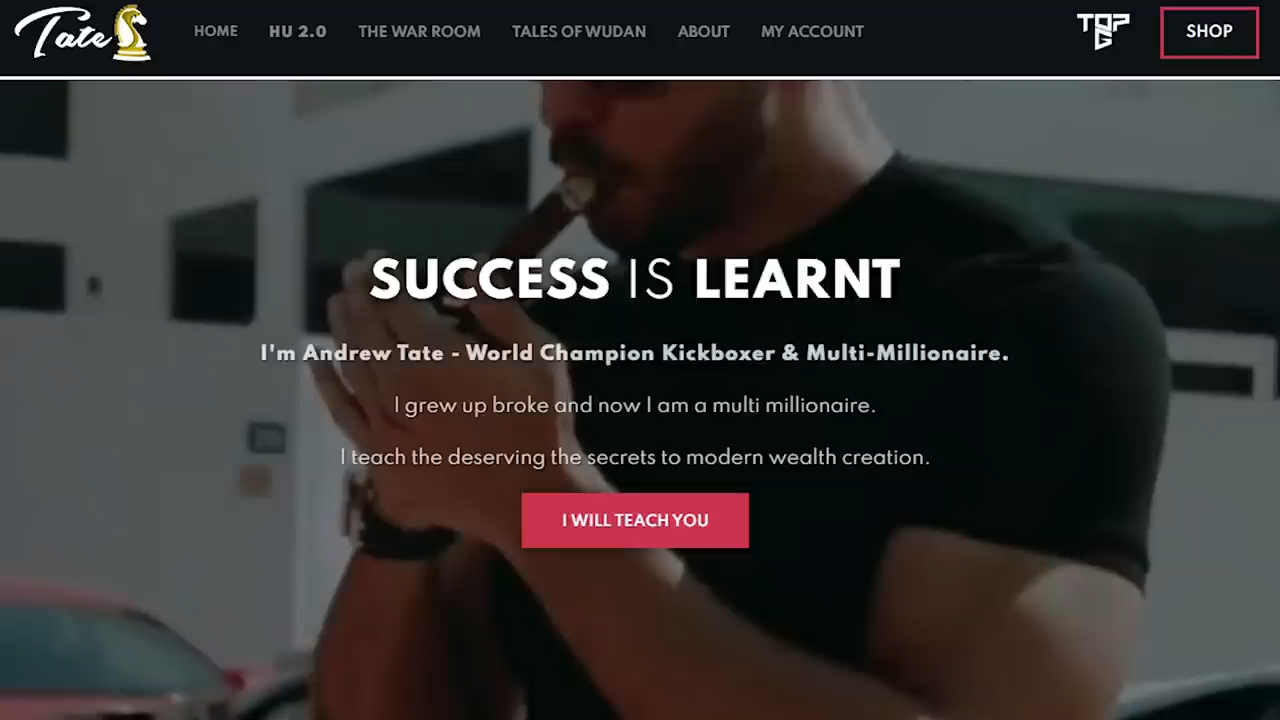 Tate
HOME
HU 2.0
THE WAR ROOM
TALES OF WUDAN
ABOUT
MY ACCOUNT
TOP
G
SHOP
SUCCESS IS LEARNT
I'm Andrew Tate - World Champion Kickboxer & Multi-Millionaire.
I grew up broke and now I am a multi millionaire.
I teach the deserving the secrets to modern wealth creation.
I WILL TEACH YOU